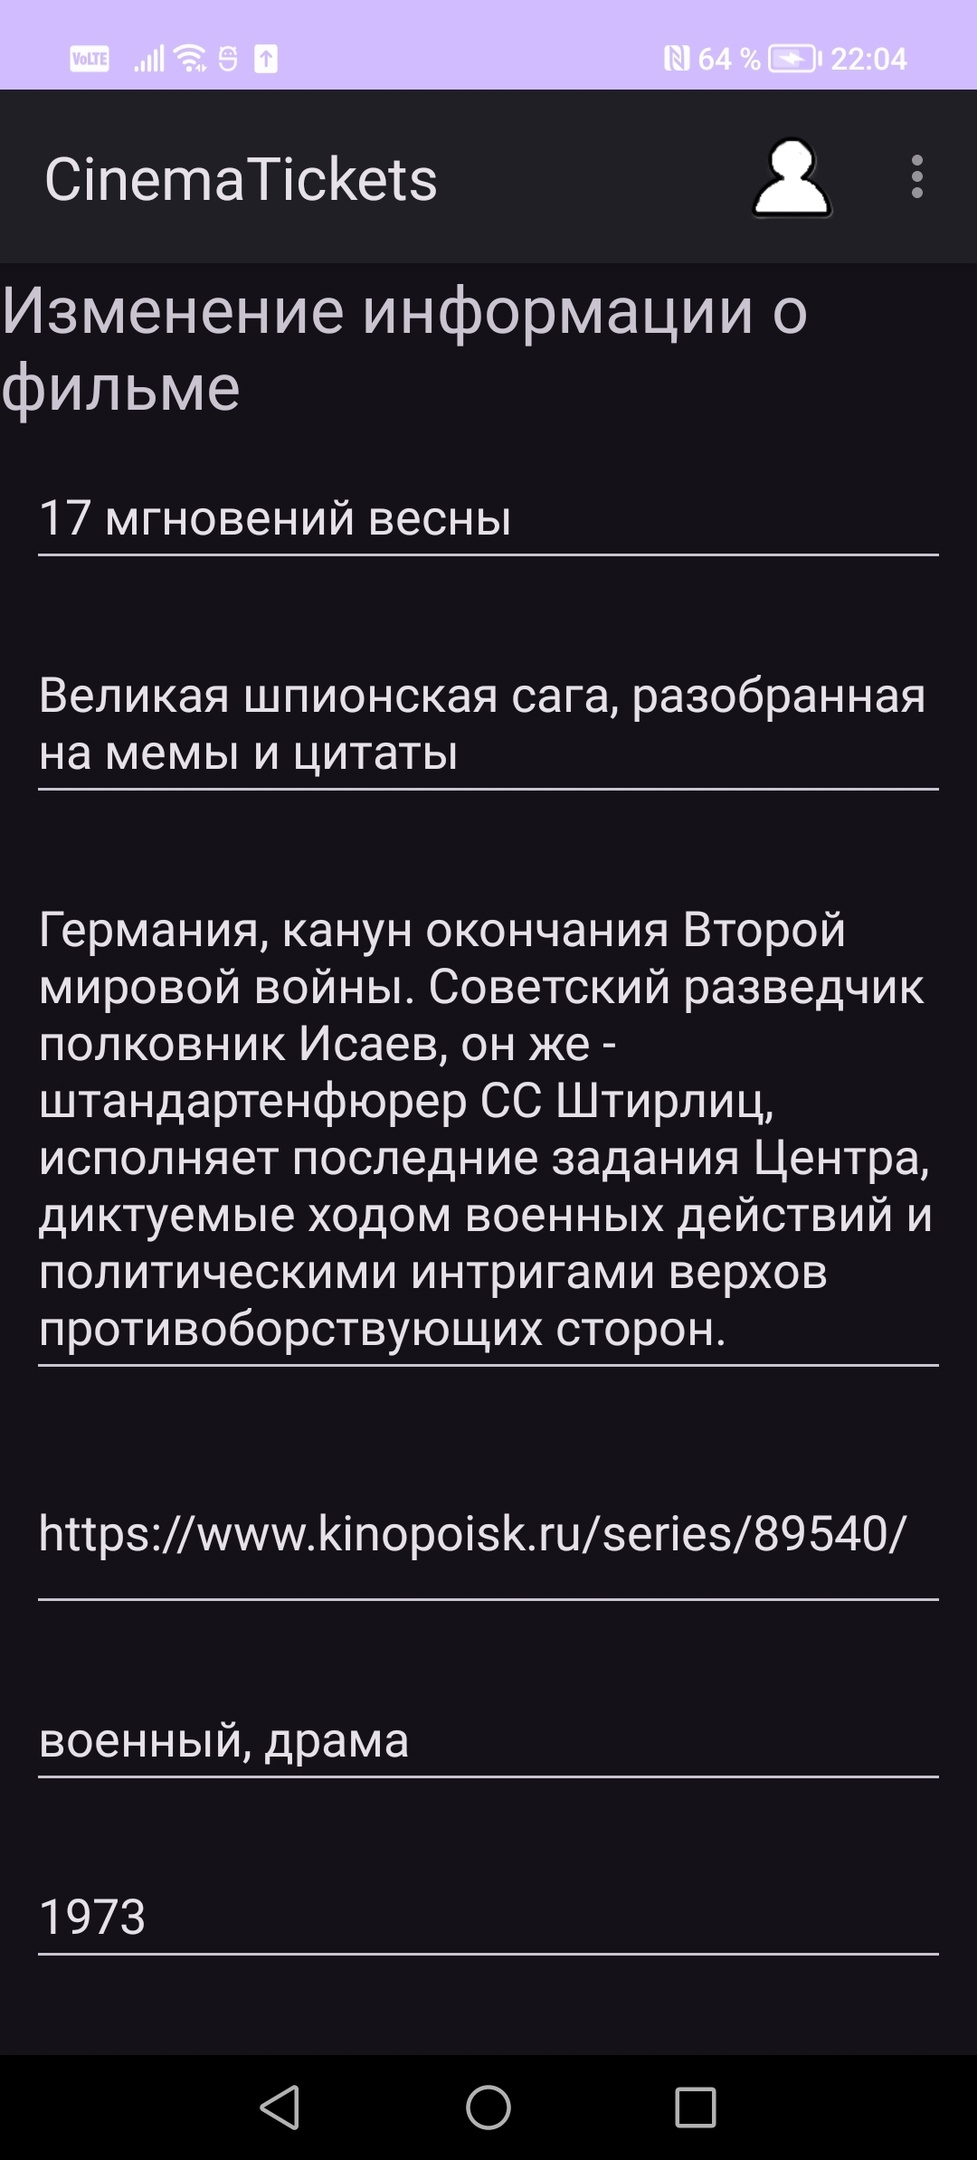 VoLTE 64 % 22:04
CinemaTickets
Изменение информации о
фильме
17 мгновений весны
Великая шпионская сага, разобранная
на мемы и цитаты
Германия, канун окончания Второй
мировой войны. Советский разведчик
полковник Исаев, он же -
штандартенфюрер СС Штирлиц,
исполняет последние задания Центра,
диктуемые ходом военных действий и
политическими интригами верхов
противоборствующих сторон.
https://www.kinopoisk.ru/series/89540/
военный, драма
1973